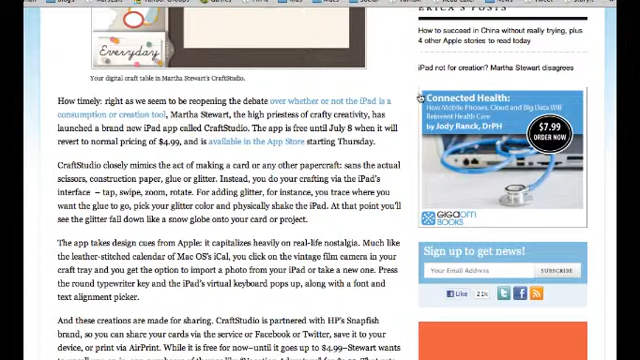 Everyday
Your digital craft table in Martha Stewart's CraftStudio.
How timely: right as we seem to be reopening the debate over whether or not the iPad is a
consumption or creation tool, Martha Stewart, the high priestess of crafty creativity, has
launched a brand new iPad app called CraftStudio. The app is free until July 8 when it will
revert to normal pricing of $4.99, and is available in the App Store starting Thursday.
CraftStudio closely mimics the act of making a card or any other papercraft: sans the actual
scissors, construction paper, glue or glitter. Instead, you do your crafting via the iPad's
interface – tap, swipe, zoom, rotate. For adding glitter, for instance, you trace where you
want the glue to go, pick your glitter color and physically shake the iPad. At that point you'll
see the glitter fall down like a snow globe onto your card or project.
The app takes design cues from Apple: it capitalizes heavily on real-life nostalgia. Much like
the leather-stitched calendar of Mac OS's iCal, you click on the vintage film camera in your
craft tray and you get the option to import a photo from your iPad or take a new one. Press
the round typewriter key and the iPad's virtual keyboard pops up, along with a font and
text alignment picker.
And these creations are made for sharing. CraftStudio is partnered with HP's Snapfish
brand, so you can share your cards via the service or Facebook or Twitter, save it to your
device, or print via AirPrint. While it is free for now–until it goes up to $4.99–Stewart wants
ERICA'S POSTS
How to succeed in China without really trying, plus
4 other Apple stories to read today
iPad not for creation? Martha Stewart disagrees
Connected Health:
How Mobile Phones, Cloud and Big Data Will
Reinvent Health Care
by Jody Ranck, DrPH
$7.99
ORDER NOW
GIGAOM
BOOKS
Sign up to get news!
Your Email Address
SUBSCRIBE
Like
21k